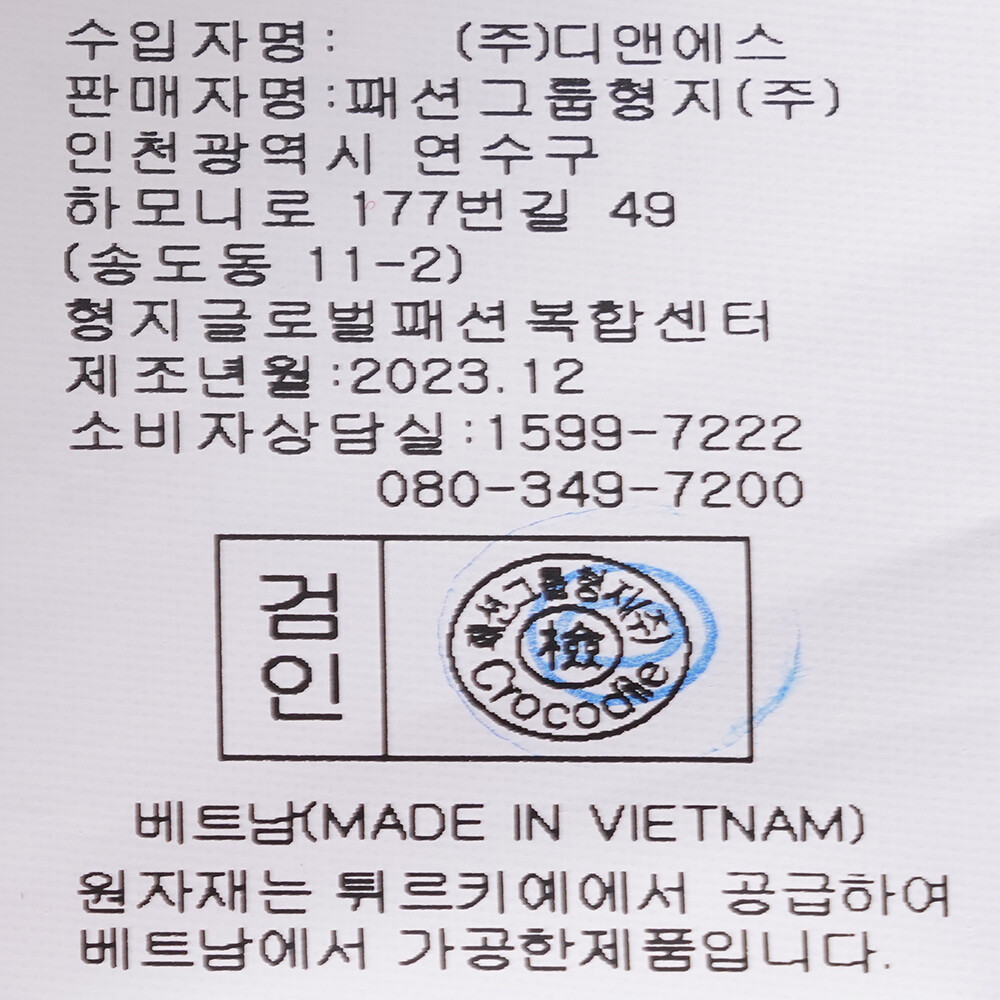 수입자명: (주)디앤에스
판매자명:패션그룹형지(주)
인천광역시 연수구
하모니로 177번길 49
(송도동 11-2)
형지글로벌패션복합센터
제조년월:2023.12
소비자상담실:1599-7222
080-349-7200
검인
패션그룹형지(주)
檢
Crocodile
베트남(MADE IN VIETNAM)
원자재는 튀르키예에서 공급하여
베트남에서 가공한제품입니다.